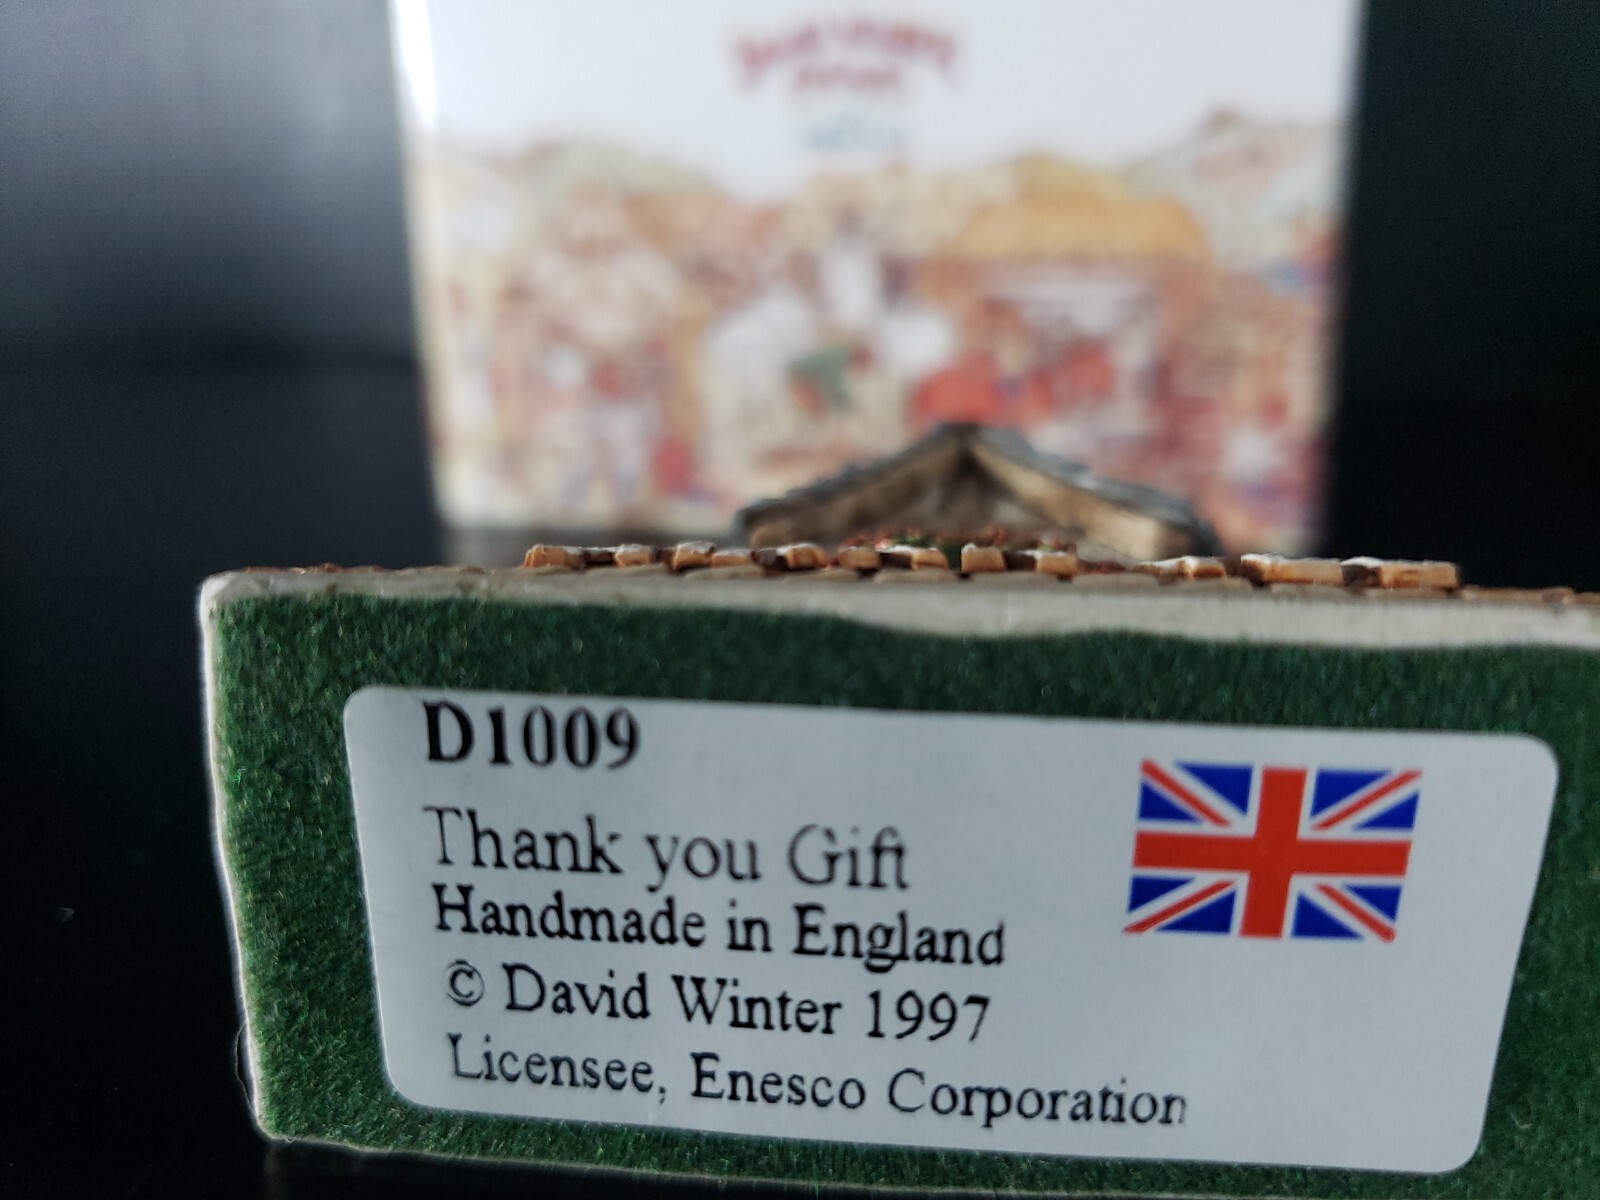 D1009
Thank you Gift
Handmade in England
© David Winter 1997
Licensee, Enesco Corporation